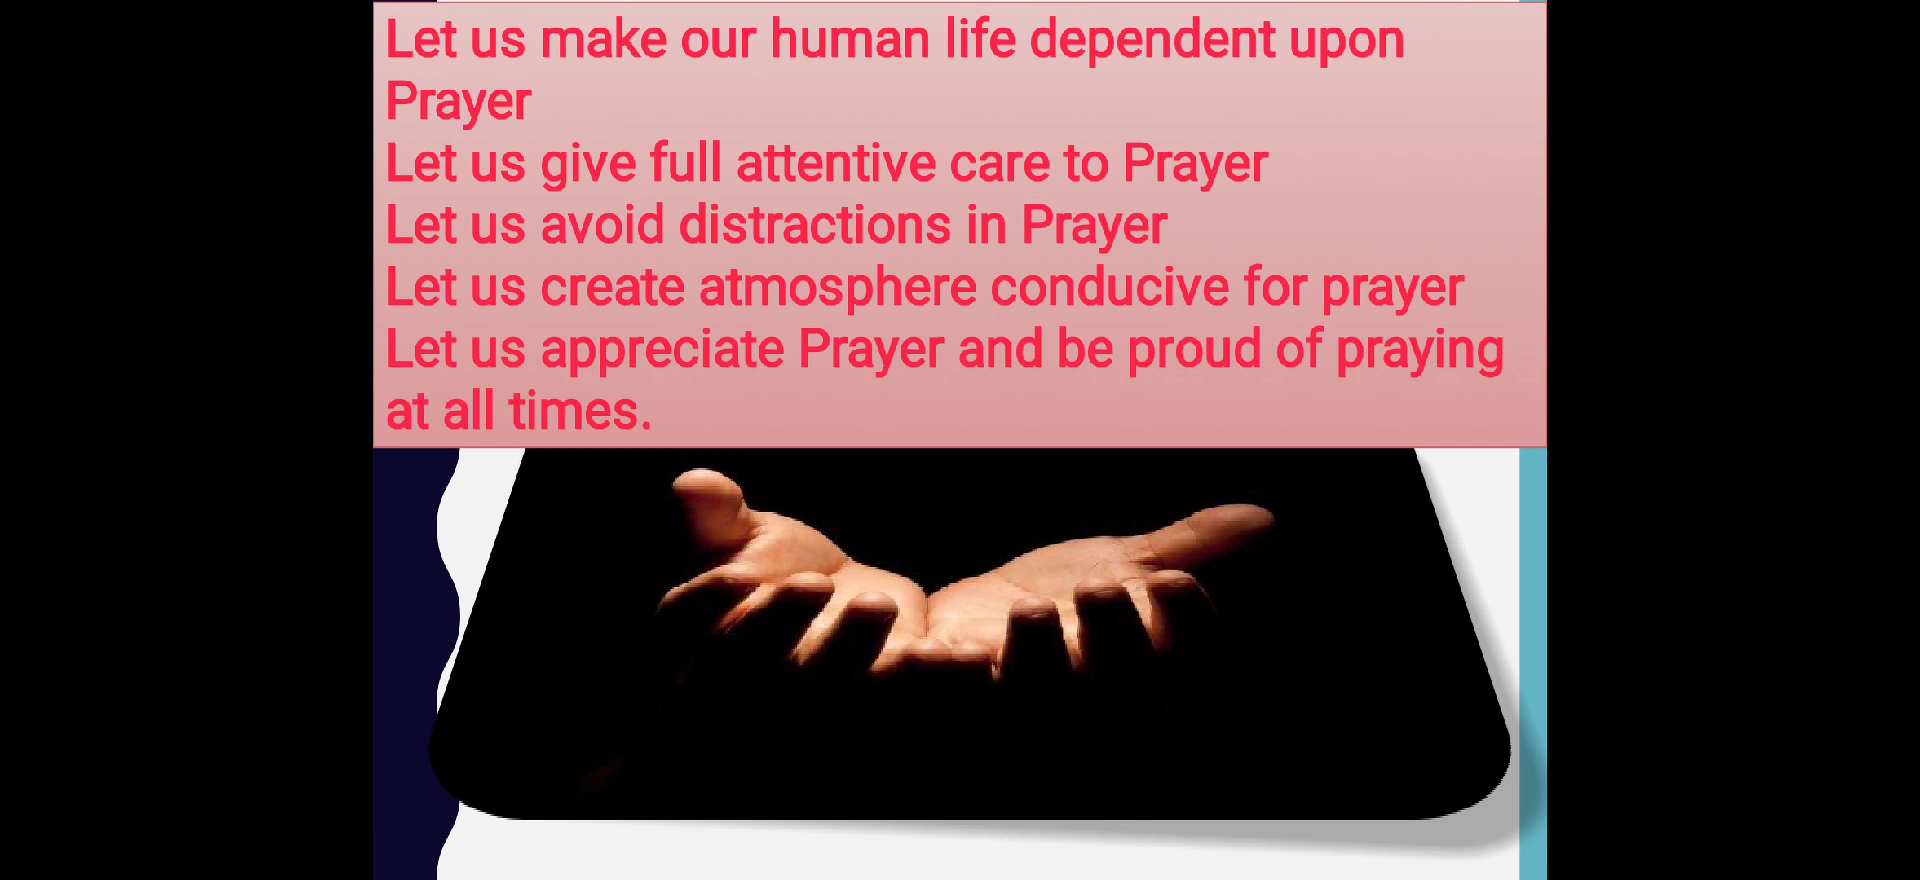 Let us make our human life dependent upon
Prayer
Let us give full attentive care to Prayer
Let us avoid distractions in Prayer
Let us create atmosphere conducive for prayer
Let us appreciate Prayer and be proud of praying
at all times.